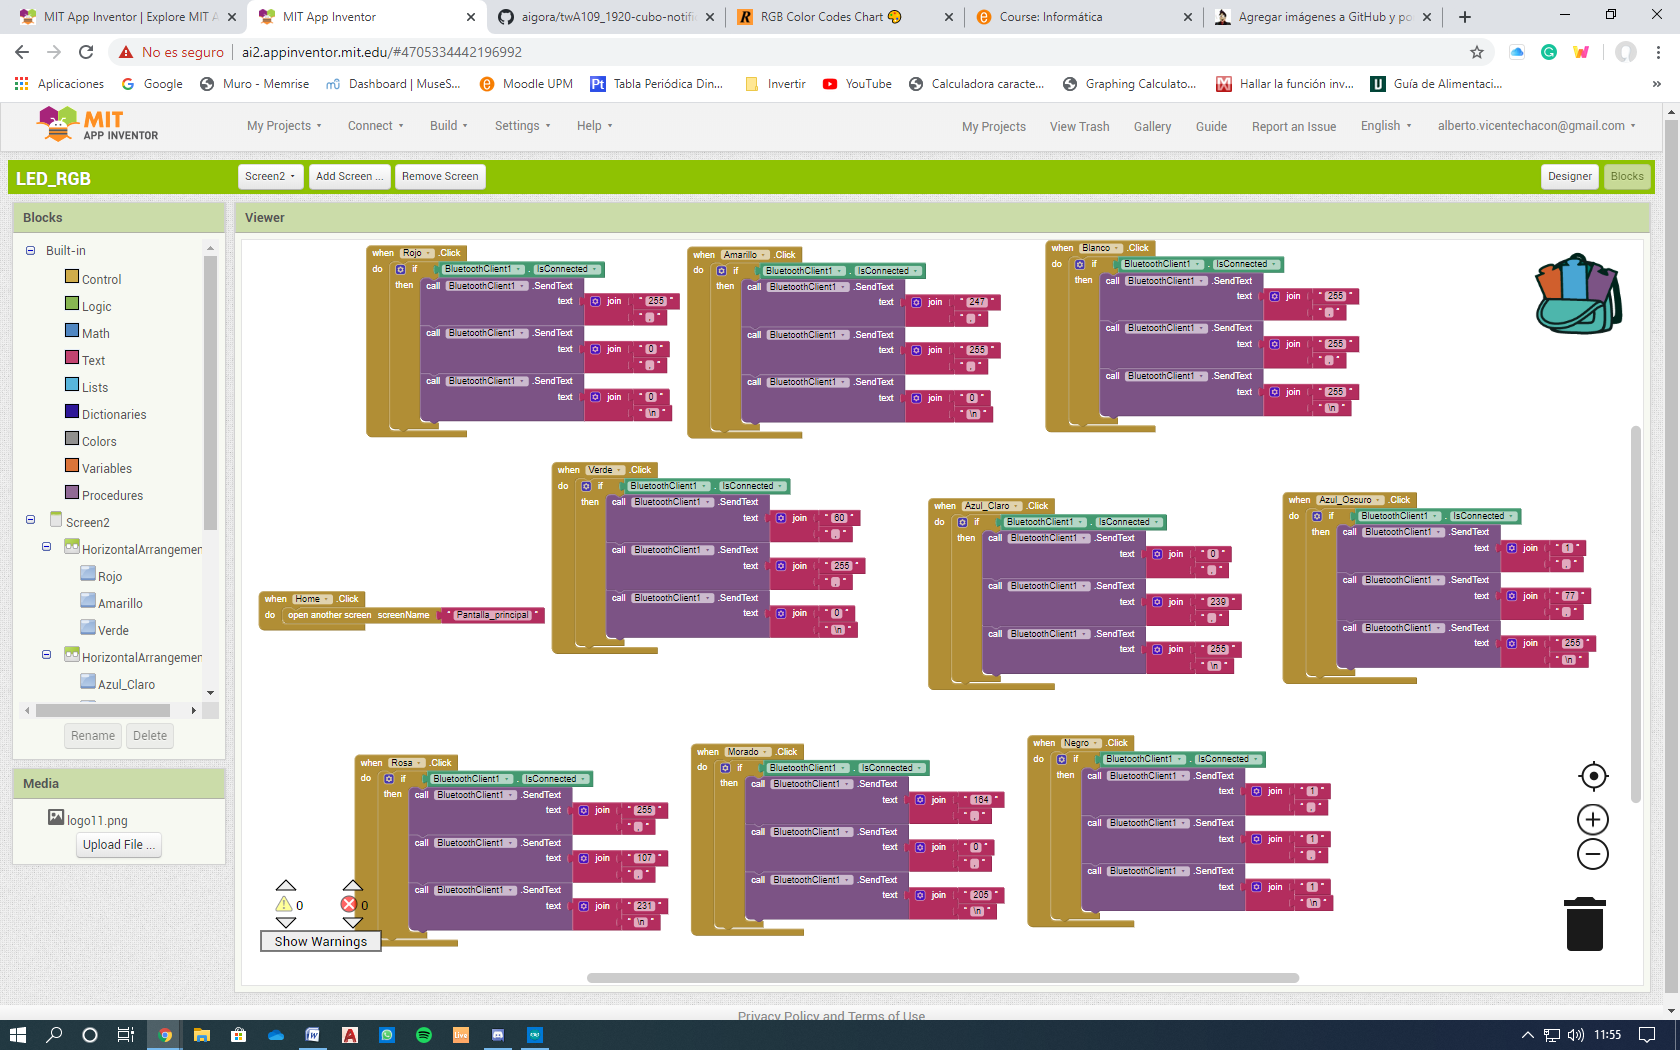 MIT App Inventor | Explore MIT A
MIT App Inventor
aigora/twA109_1920-cubo-notifi
RGB Color Codes Chart
Course: Informática
Agregar imágenes a GitHub y po
No es seguro | ai2.appinventor.mit.edu/#4705334442196992
Aplicaciones
Google
Muro - Memrise
Dashboard | MuseS...
Moodle UPM
Tabla Periódica Din...
Invertir
YouTube
Calculadora caracte...
Graphing Calculato...
Hallar la función inv...
Guía de Alimentaci...
MIT
APP INVENTOR
My Projects Connect Build Settings Help
My Projects View Trash Gallery Guide Report an Issue English alberto.vicentechacon@gmail.com
LED_RGB
Screen2 Add Screen ... Remove Screen
Designer Blocks
Blocks
Viewer
Built-in
Control
Logic
Math
Text
Lists
Dictionaries
Colors
Variables
Procedures
Screen2
HorizontalArrangemen
Rojo
Amarillo
Verde
HorizontalArrangemen
Azul_Claro
Rename Delete
Media
logo11.png
Upload File ...
when Rojo .Click
do if BluetoothClient1 . IsConnected
then call BluetoothClient1 .SendText
text join " 255 "
" , "
call BluetoothClient1 .SendText
text join " 0 "
" , "
call BluetoothClient1 .SendText
text join " 0 "
" \n "
when Amarillo .Click
do if BluetoothClient1 . IsConnected
then call BluetoothClient1 .SendText
text join " 247 "
" , "
call BluetoothClient1 .SendText
text join " 255 "
" , "
call BluetoothClient1 .SendText
text join " 0 "
" \n "
when Blanco .Click
do if BluetoothClient1 . IsConnected
then call BluetoothClient1 .SendText
text join " 255 "
" , "
call BluetoothClient1 .SendText
text join " 255 "
" , "
call BluetoothClient1 .SendText
text join " 255 "
" \n "
when Home .Click
do open another screen screenName " Pantalla_principal "
when Verde .Click
do if BluetoothClient1 . IsConnected
then call BluetoothClient1 .SendText
text join " 60 "
" , "
call BluetoothClient1 .SendText
text join " 255 "
" , "
call BluetoothClient1 .SendText
text join " 0 "
" \n "
when Azul_Claro .Click
do if BluetoothClient1 . IsConnected
then call BluetoothClient1 .SendText
text join " 0 "
" , "
call BluetoothClient1 .SendText
text join " 239 "
" , "
call BluetoothClient1 .SendText
text join " 255 "
" \n "
when Azul_Oscuro .Click
do if BluetoothClient1 . IsConnected
then call BluetoothClient1 .SendText
text join " 1 "
" , "
call BluetoothClient1 .SendText
text join " 77 "
" , "
call BluetoothClient1 .SendText
text join " 255 "
" \n "
when Rosa .Click
do if BluetoothClient1 . IsConnected
then call BluetoothClient1 .SendText
text join " 255 "
" , "
call BluetoothClient1 .SendText
text join " 107 "
" , "
call BluetoothClient1 .SendText
text join " 231 "
" \n "
when Morado .Click
do if BluetoothClient1 . IsConnected
then call BluetoothClient1 .SendText
text join " 164 "
" , "
call BluetoothClient1 .SendText
text join " 0 "
" , "
call BluetoothClient1 .SendText
text join " 205 "
" \n "
when Negro .Click
do if BluetoothClient1 . IsConnected
then call BluetoothClient1 .SendText
text join " 1 "
" , "
call BluetoothClient1 .SendText
text join " 1 "
" , "
call BluetoothClient1 .SendText
text join " 1 "
" \n "
0 0
Show Warnings
Privacy Policy and Terms of Use
11:55